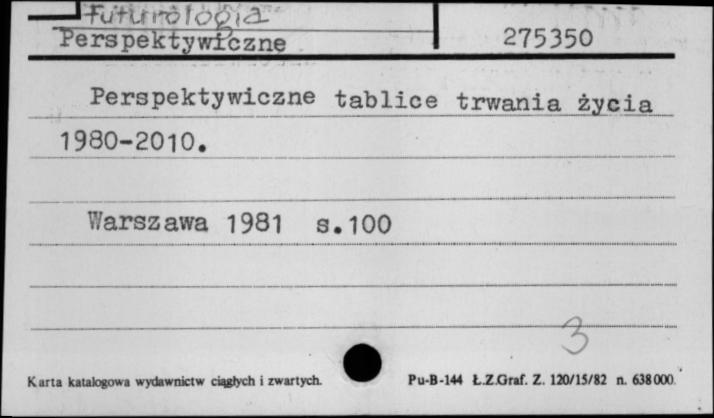 Futurologia
Perspektywiczne 275350
Perspektywiczne tablice trwania życia
1980-2010.
Warszawa 1981 s.100
3
Karta katalogowa wydawnictw ciągłych i zwartych. Pu-B-144 Ł.Z.Graf. Z. 120/15/82 n. 638000.